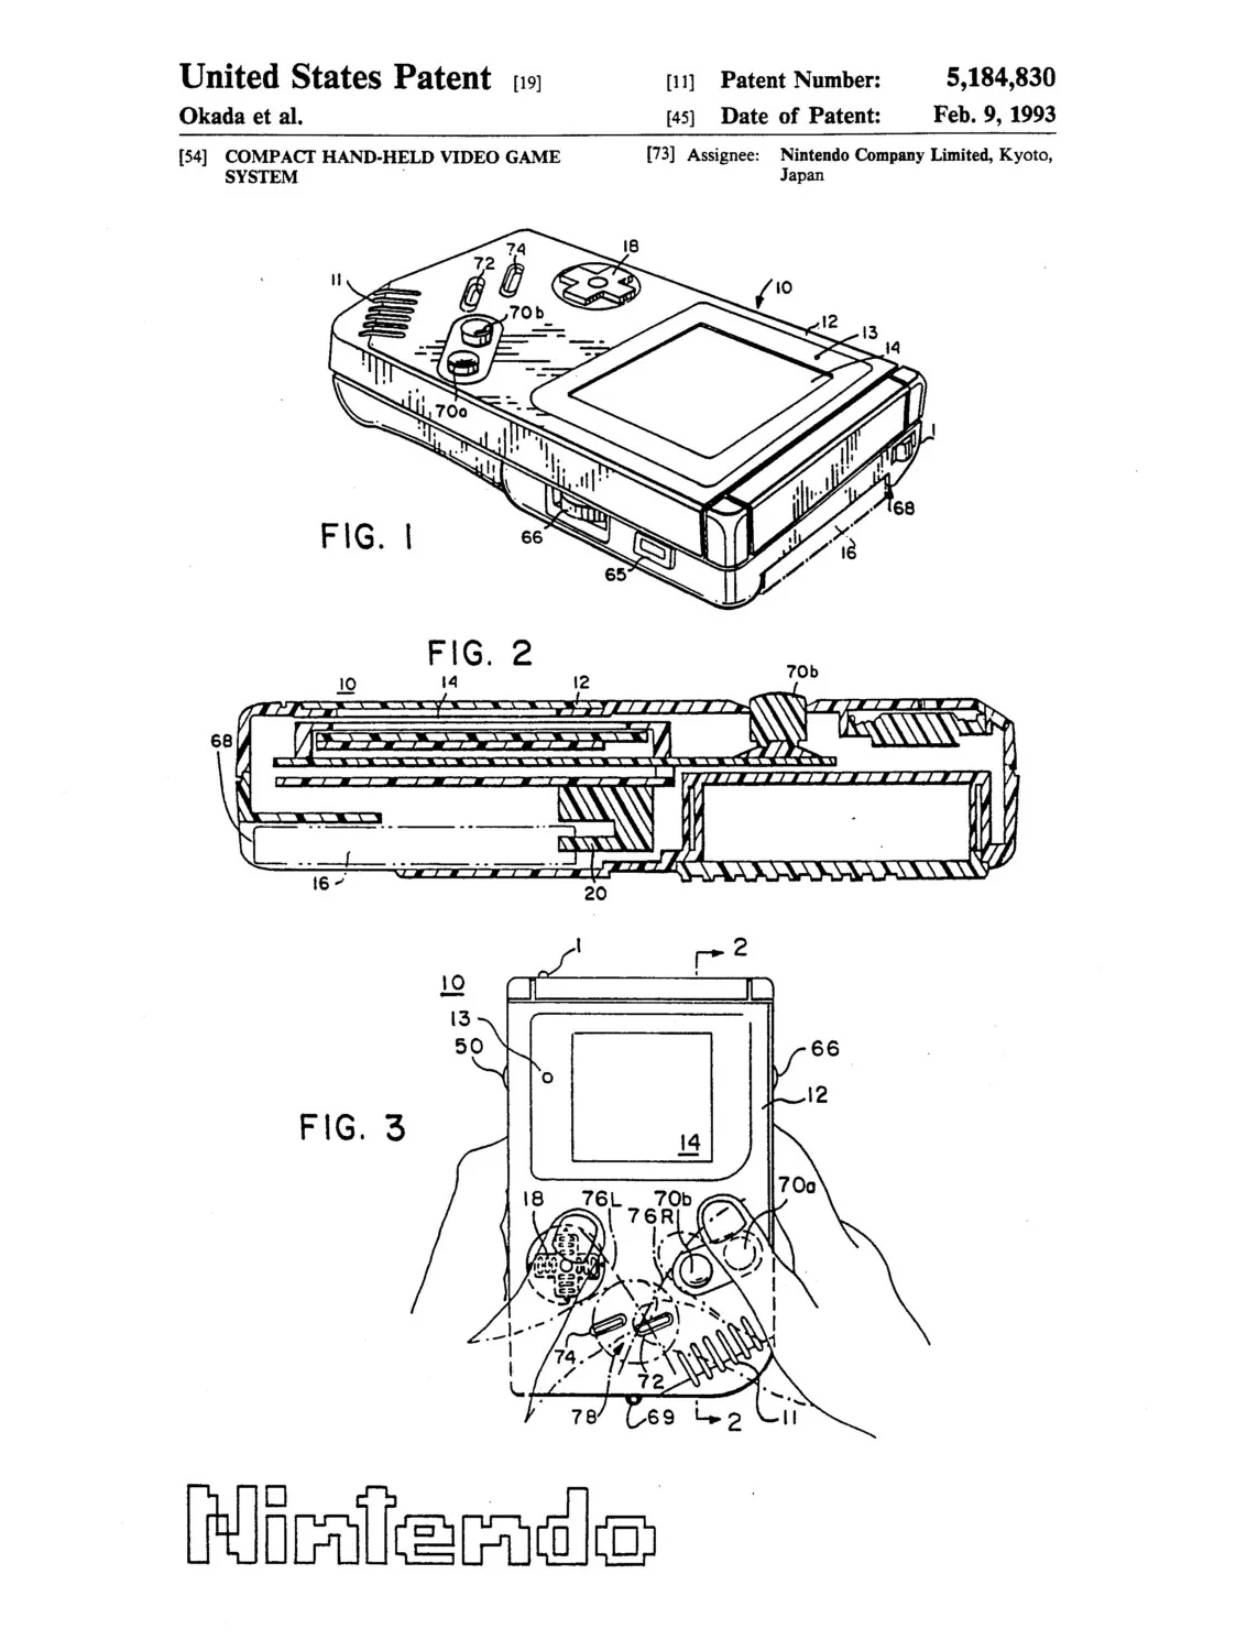 United States Patent [19]
Okada et al.
[11] Patent Number: 5,184,830
[45] Date of Patent: Feb. 9, 1993
[54] COMPACT HAND-HELD VIDEO GAME
SYSTEM
[73] Assignee: Nintendo Company Limited, Kyoto,
Japan
74
18
72
11
10
70b
12
13
14
70a
1
68
66
16
65
FIG. 1
FIG. 2
70b
10
14
12
68
16
20
1
2
10
13
50
66
12
FIG. 3
14
18
76L
70b
70a
76R
74
72
78
69
2
11
Nintendo